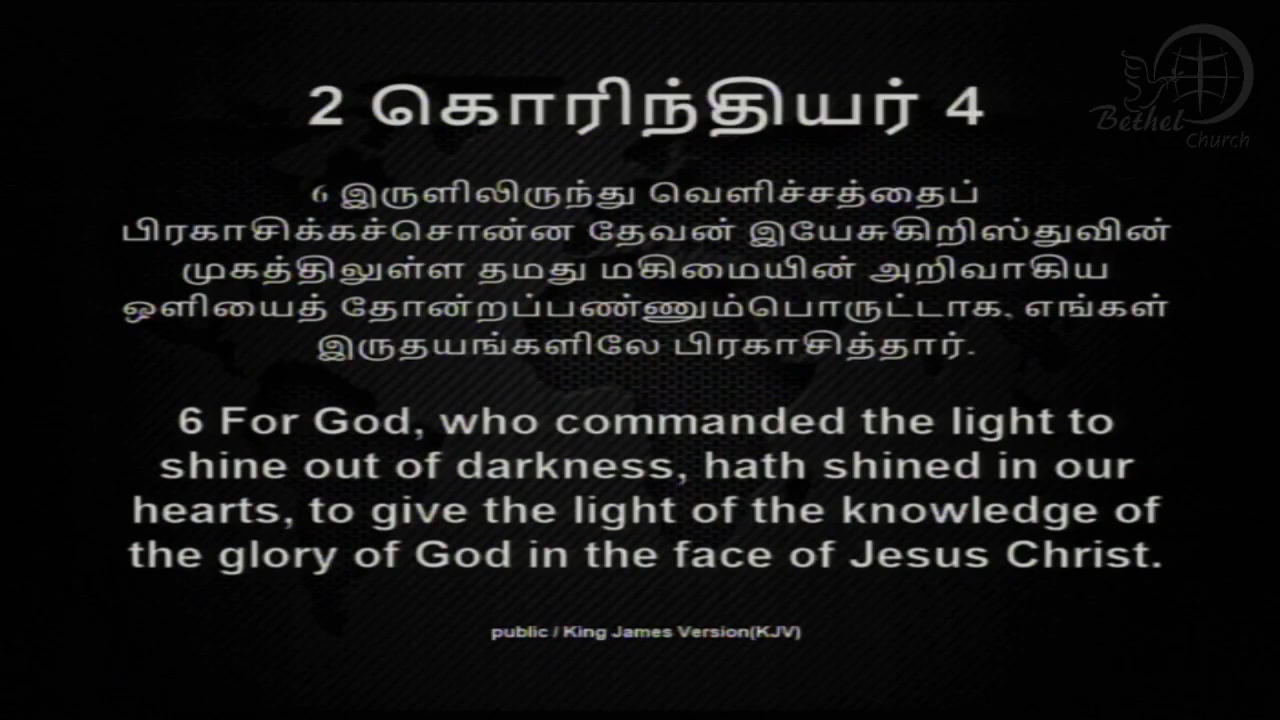 2 கொரிந்தியர் 4
6 இருளிலிருந்து வெளிச்சத்தைப்
பிரகாசிக்கச்சொன்ன தேவன் இயேசுகிறிஸ்துவின்
முகத்திலுள்ள தமது மகிமையின் அறிவாகிய
ஒளியைத் தோன்றப்பண்ணும்பொருட்டாக, எங்கள்
இருதயங்களிலே பிரகாசித்தார்.
6 For God, who commanded the light to
shine out of darkness, hath shined in our
hearts, to give the light of the knowledge of
the glory of God in the face of Jesus Christ.
public / King James Version(KJV)
Bethel
Church